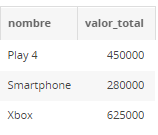 nombre valor_total
Play 4 450000
Smartphone 280000
Xbox 625000